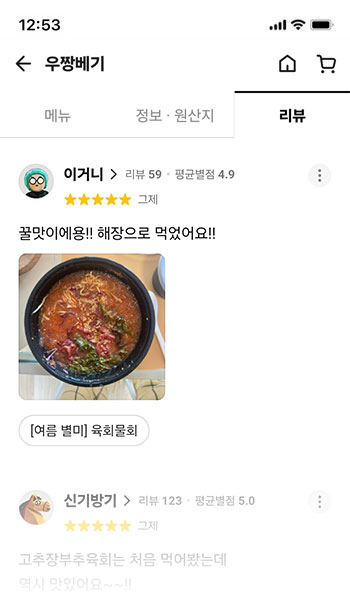 12:53
우짱베기
메뉴
정보 · 원산지
리뷰
이거니 리뷰 59 · 평균별점 4.9
그제
꿀맛이에용!! 해장으로 먹었어요!!
[여름 별미] 육회물회
신기방기 리뷰 123 · 평균별점 5.0
그제
고추장부추육회는 처음 먹어봤는데
역시 맛있어요~~!!